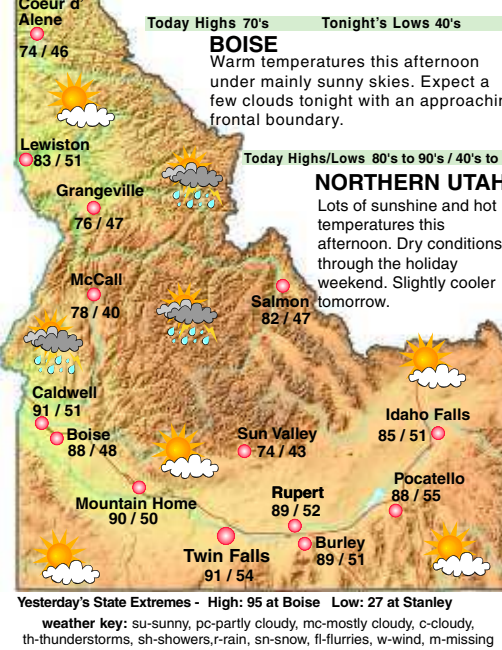 Coeur d'
Alene
74 / 46
Today Highs 70's Tonight's Lows 40's
BOISE
Warm temperatures this afternoon
under mainly sunny skies. Expect a
few clouds tonight with an approachin
frontal boundary.
Lewiston
83 / 51
Today Highs/Lows 80's to 90's / 40's to
NORTHERN UTAH
Lots of sunshine and hot
temperatures this
afternoon. Dry conditions
through the holiday
weekend. Slightly cooler
tomorrow.
Grangeville
76 / 47
McCall
78 / 40
Salmon
82 / 47
Caldwell
91 / 51
Boise
88 / 48
Sun Valley
74 / 43
Idaho Falls
85 / 51
Mountain Home
90 / 50
Rupert
89 / 52
Pocatello
88 / 55
Twin Falls
91 / 54
Burley
89 / 51
Yesterday's State Extremes - High: 95 at Boise Low: 27 at Stanley
weather key: su-sunny, pc-partly cloudy, mc-mostly cloudy, c-cloudy,
th-thunderstorms, sh-showers,r-rain, sn-snow, fl-flurries, w-wind, m-missing